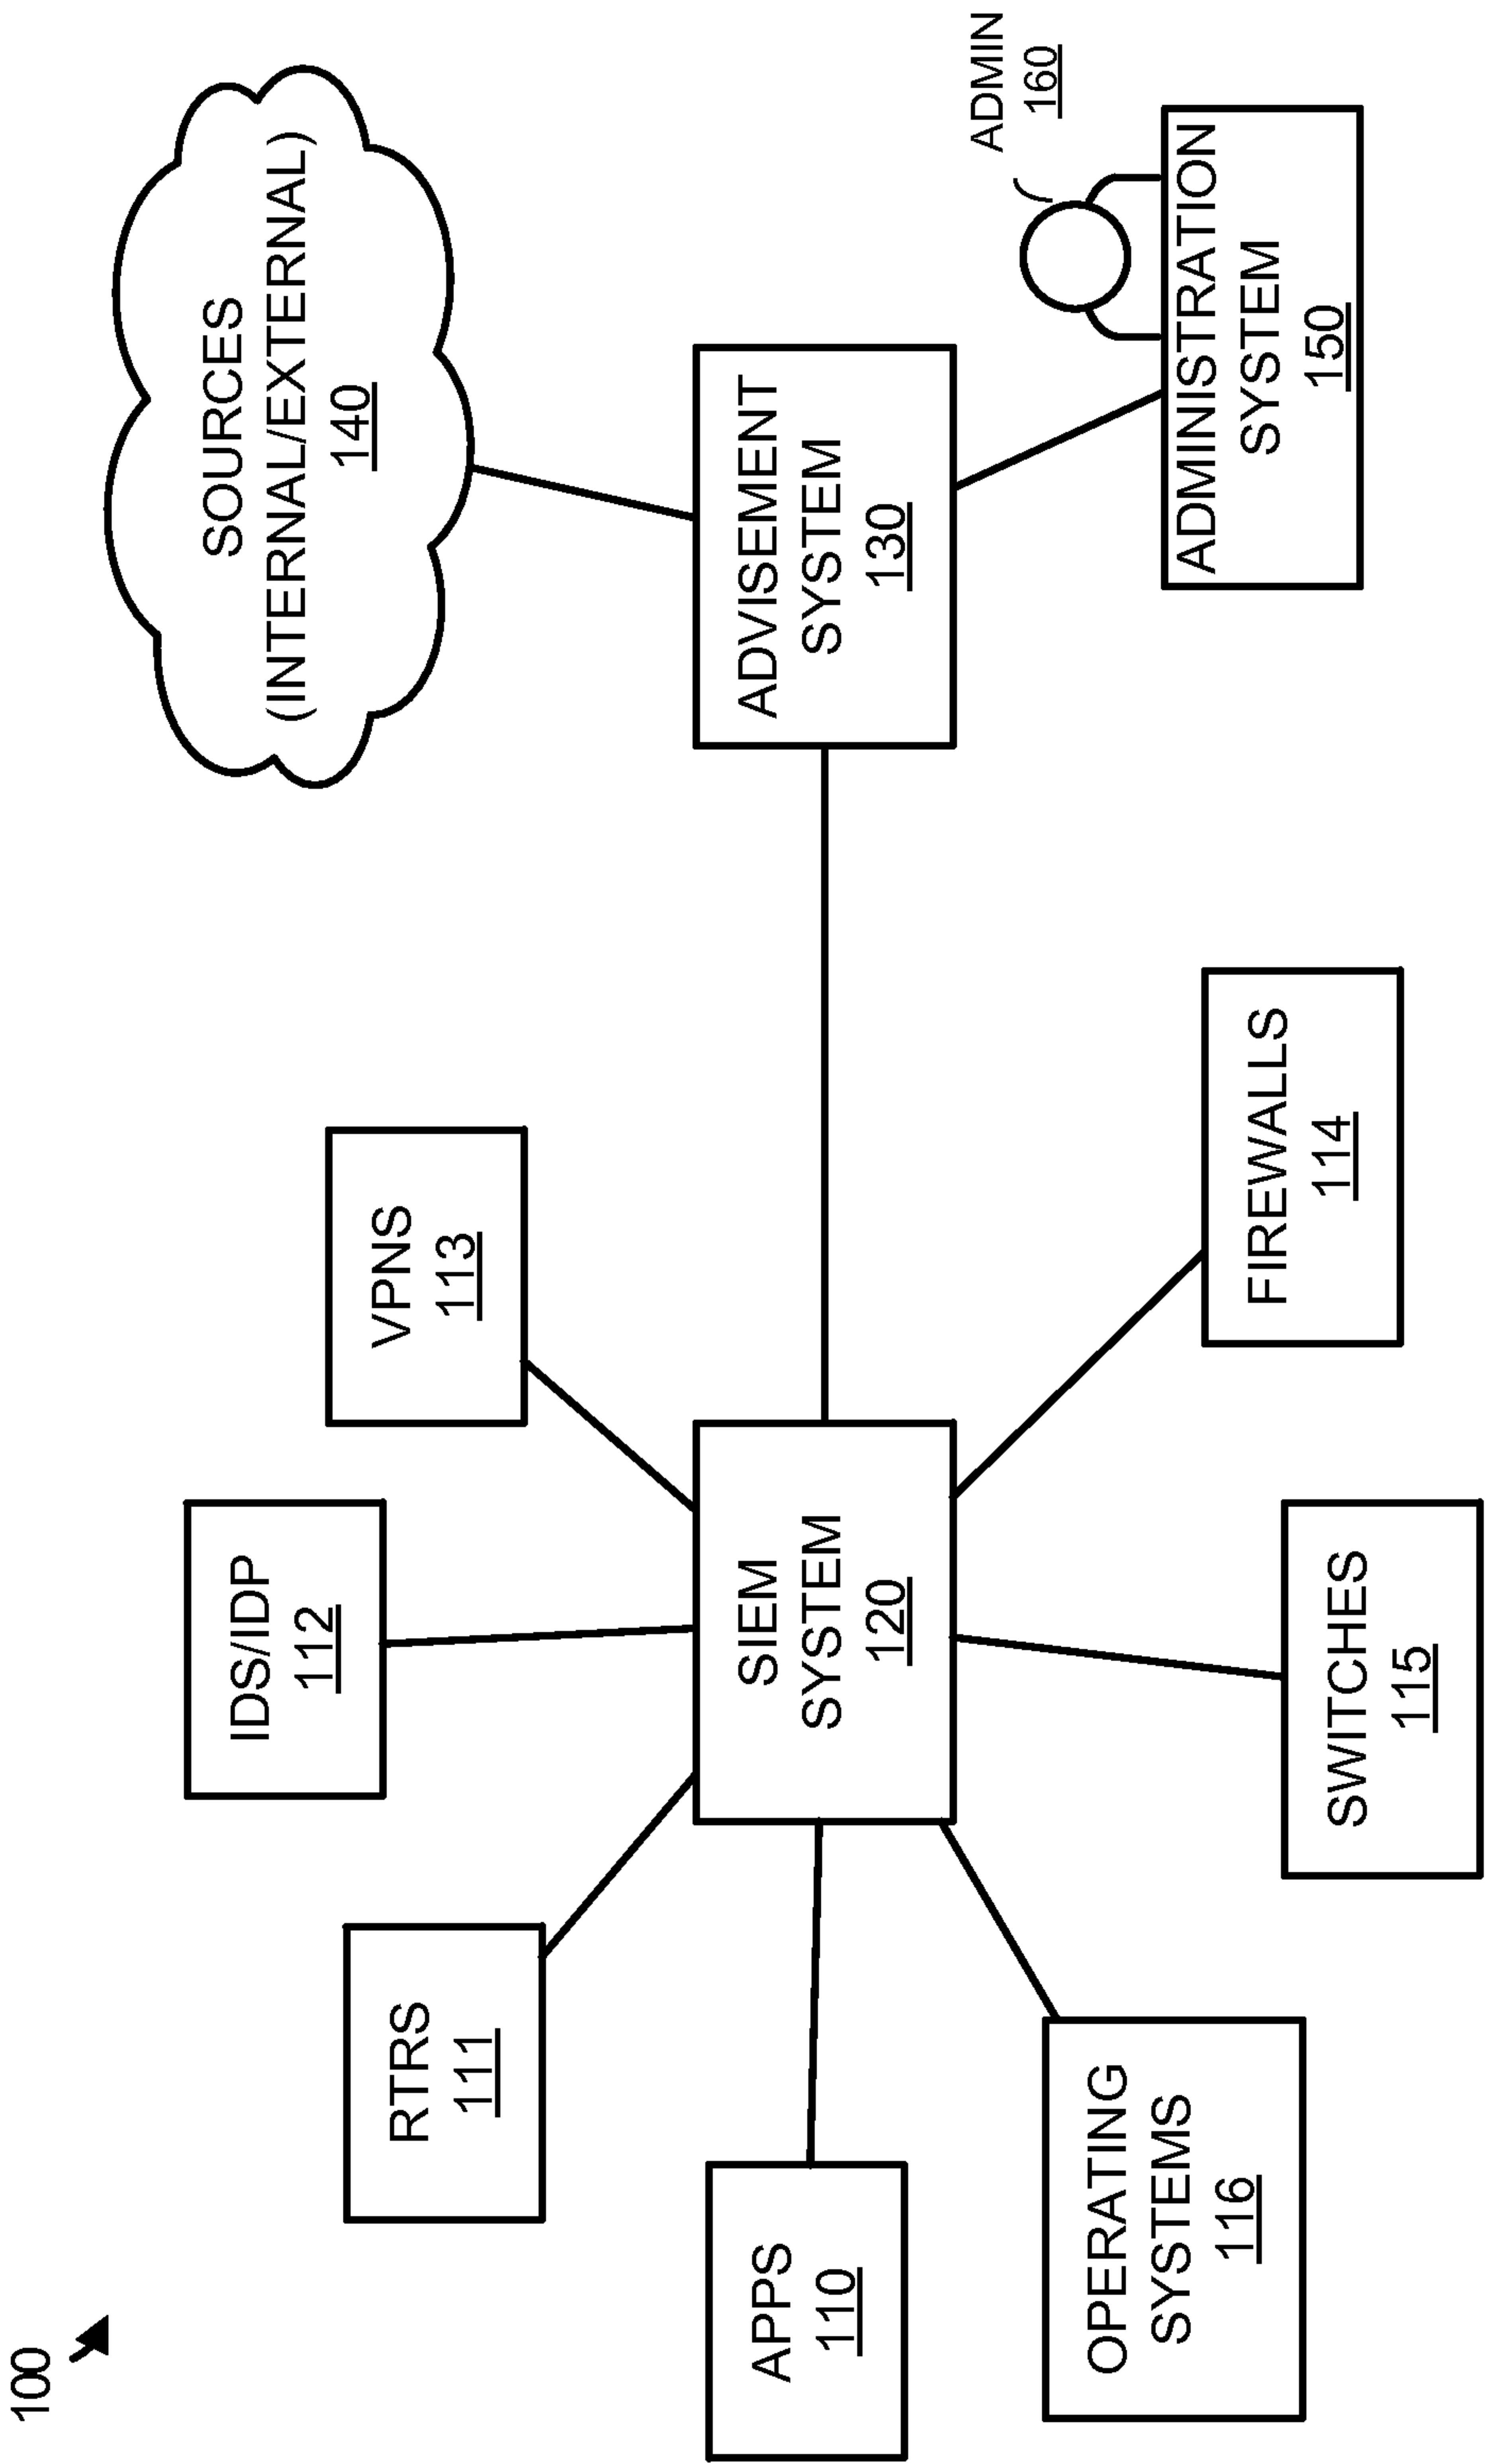 100
RTRS
111
IDS/IDP
112
VPNS
113
SOURCES
(INTERNAL/EXTERNAL)
140
APPS
110
SIEM
SYSTEM
120
ADVISEMENT
SYSTEM
130
ADMIN
160
OPERATING
SYSTEMS
116
SWITCHES
115
FIREWALLS
114
ADMINISTRATION
SYSTEM
150